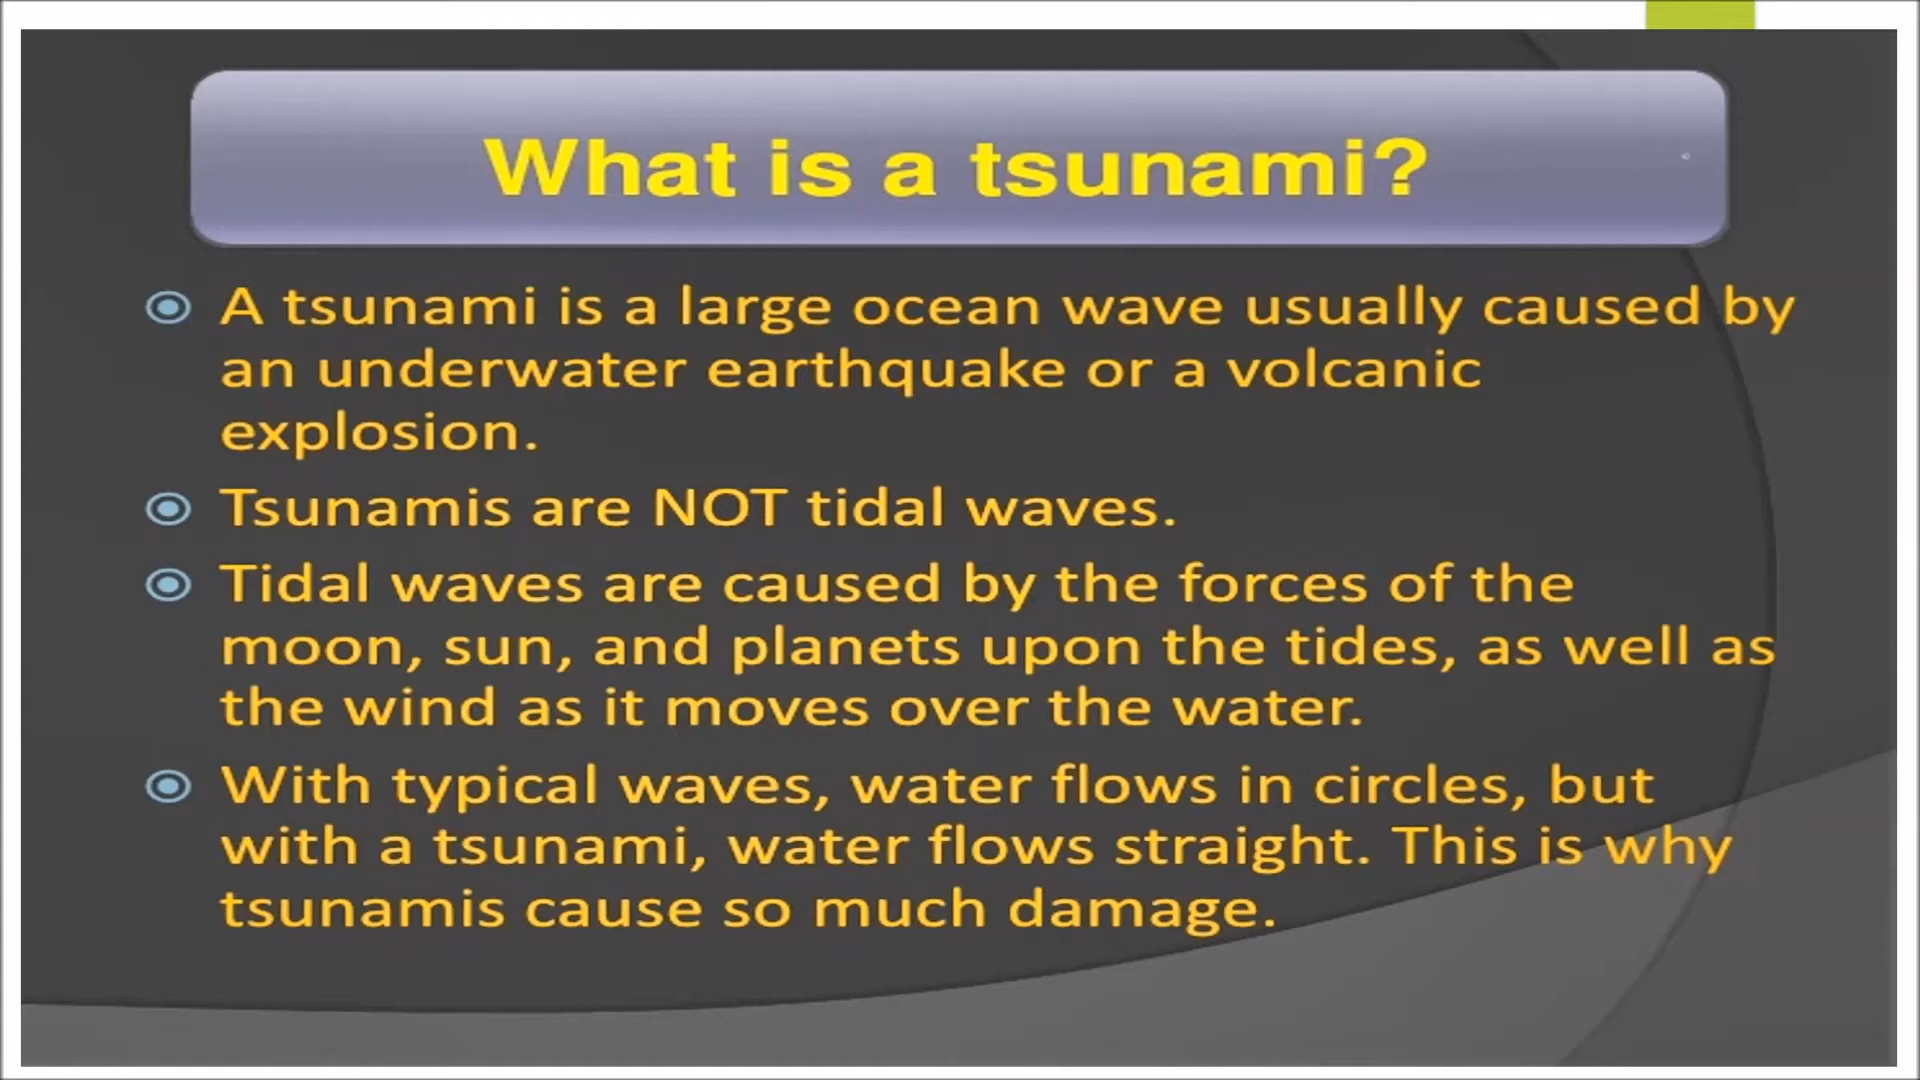 What is a tsunami?
A tsunami is a large ocean wave usually caused by
an underwater earthquake or a volcanic
explosion.
Tsunamis are NOT tidal waves.
Tidal waves are caused by the forces of the
moon, sun, and planets upon the tides, as well as
the wind as it moves over the water.
With typical waves, water flows in circles, but
with a tsunami, water flows straight. This is why
tsunamis cause so much damage.